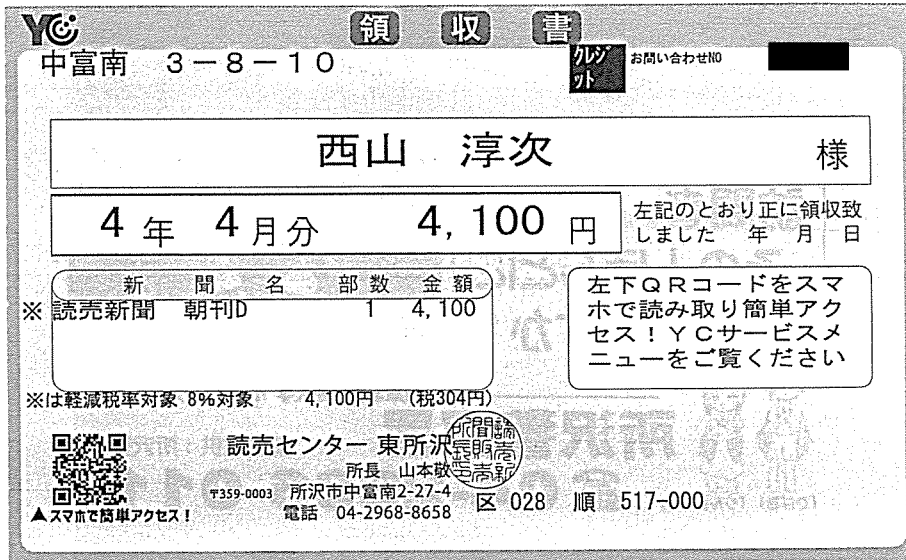 YC 領収書
中富南 3-8-10
クレジット お問い合わせNO
西山 淳次 様
4年 4月分 4,100円
左記のとおり正に領収致
しました 年 月 日
新聞名 部数 金額
※ 読売新聞 朝刊D 1 4,100
左下QRコードをスマ
ホで読み取り簡単アク
セス!YCサービスメ
ニューをご覧ください
※は軽減税率対象 8%対象 4,100円 (税304円)
読売センター 東所沢
所長 山本敬
〒359-0003 所沢市中富南2-27-4
電話 04-2968-8658
区 028 順 517-000
▲スマホで簡単アクセス!